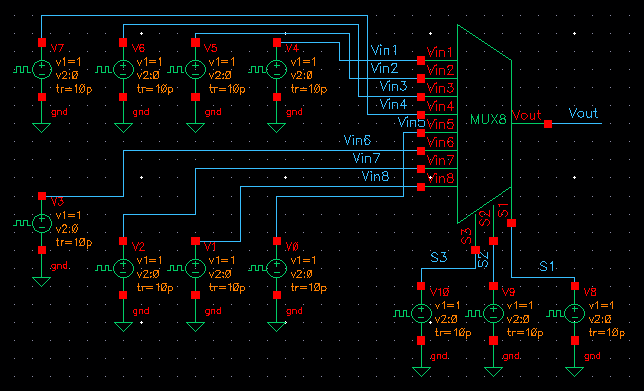 V7 V6 V5 V4
v1=1 v1=1 v1=1 v1=1
v2:0 v2:0 v2:0 v2:0
tr=10p tr=10p tr=10p tr=10p
gnd gnd gnd gnd
Vin1 Vin1
Vin2 Vin2
Vin3 Vin3
Vin4 Vin4
Vin5 Vin5
Vin6 Vin6
Vin7 Vin7
Vin8 Vin8
MUX8
Vout Vout
S3 S2 S1
V3
v1=1
v2:0
tr=10p
gnd
V2 V1 V0
v1=1 v1=1 v1=1
v2:0 v2:0 v2:0
tr=10p tr=10p tr=10p
gnd gnd gnd
S3 S2 S1
V10 V9 V8
v1=1 v1=1 v1=1
v2:0 v2:0 v2:0
tr=10p tr=10p tr=10p
gnd gnd gnd